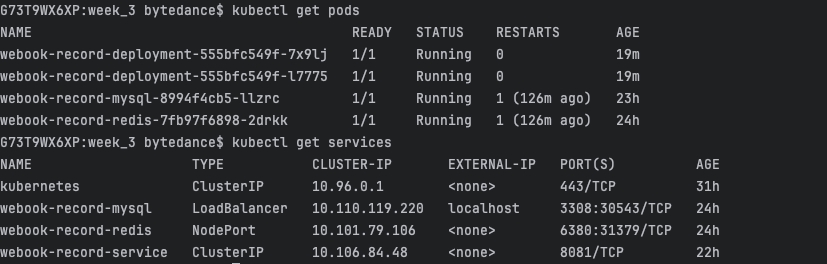 G73T9WX6XP:week_3 bytedance$ kubectl get pods
NAME                                        READY   STATUS    RESTARTS       AGE
webook-record-deployment-555bfc549f-7x9lj   1/1     Running   0              19m
webook-record-deployment-555bfc549f-l7775   1/1     Running   0              19m
webook-record-mysql-8994f4cb5-llzrc         1/1     Running   1 (126m ago)   23h
webook-record-redis-7fb97f6898-2drkk        1/1     Running   1 (126m ago)   24h
G73T9WX6XP:week_3 bytedance$ kubectl get services
NAME                    TYPE           CLUSTER-IP       EXTERNAL-IP   PORT(S)          AGE
kubernetes              ClusterIP      10.96.0.1        <none>        443/TCP          31h
webook-record-mysql     LoadBalancer   10.110.119.220   localhost     3308:30543/TCP   24h
webook-record-redis     NodePort       10.101.79.106    <none>        6380:31379/TCP   24h
webook-record-service   ClusterIP      10.106.84.48     <none>        8081/TCP         22h